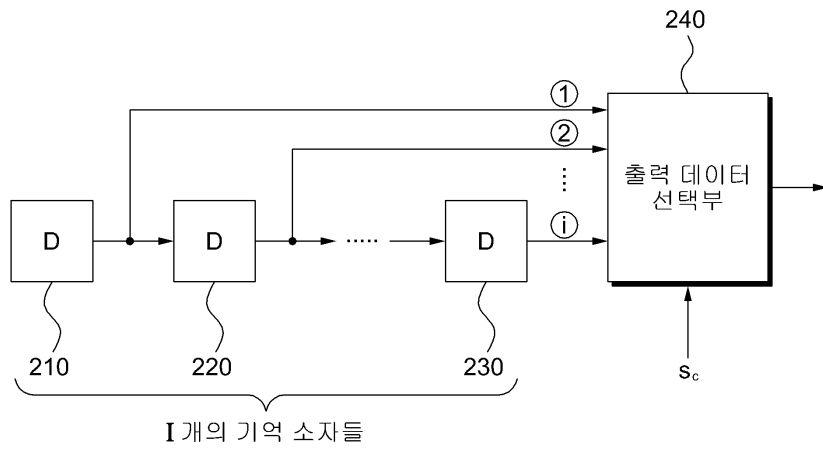 240
①
②
⋮
출력 데이터
선택부
D
D
.....
D
ⓘ
210
220
230
s_c
I 개의 기억 소자들